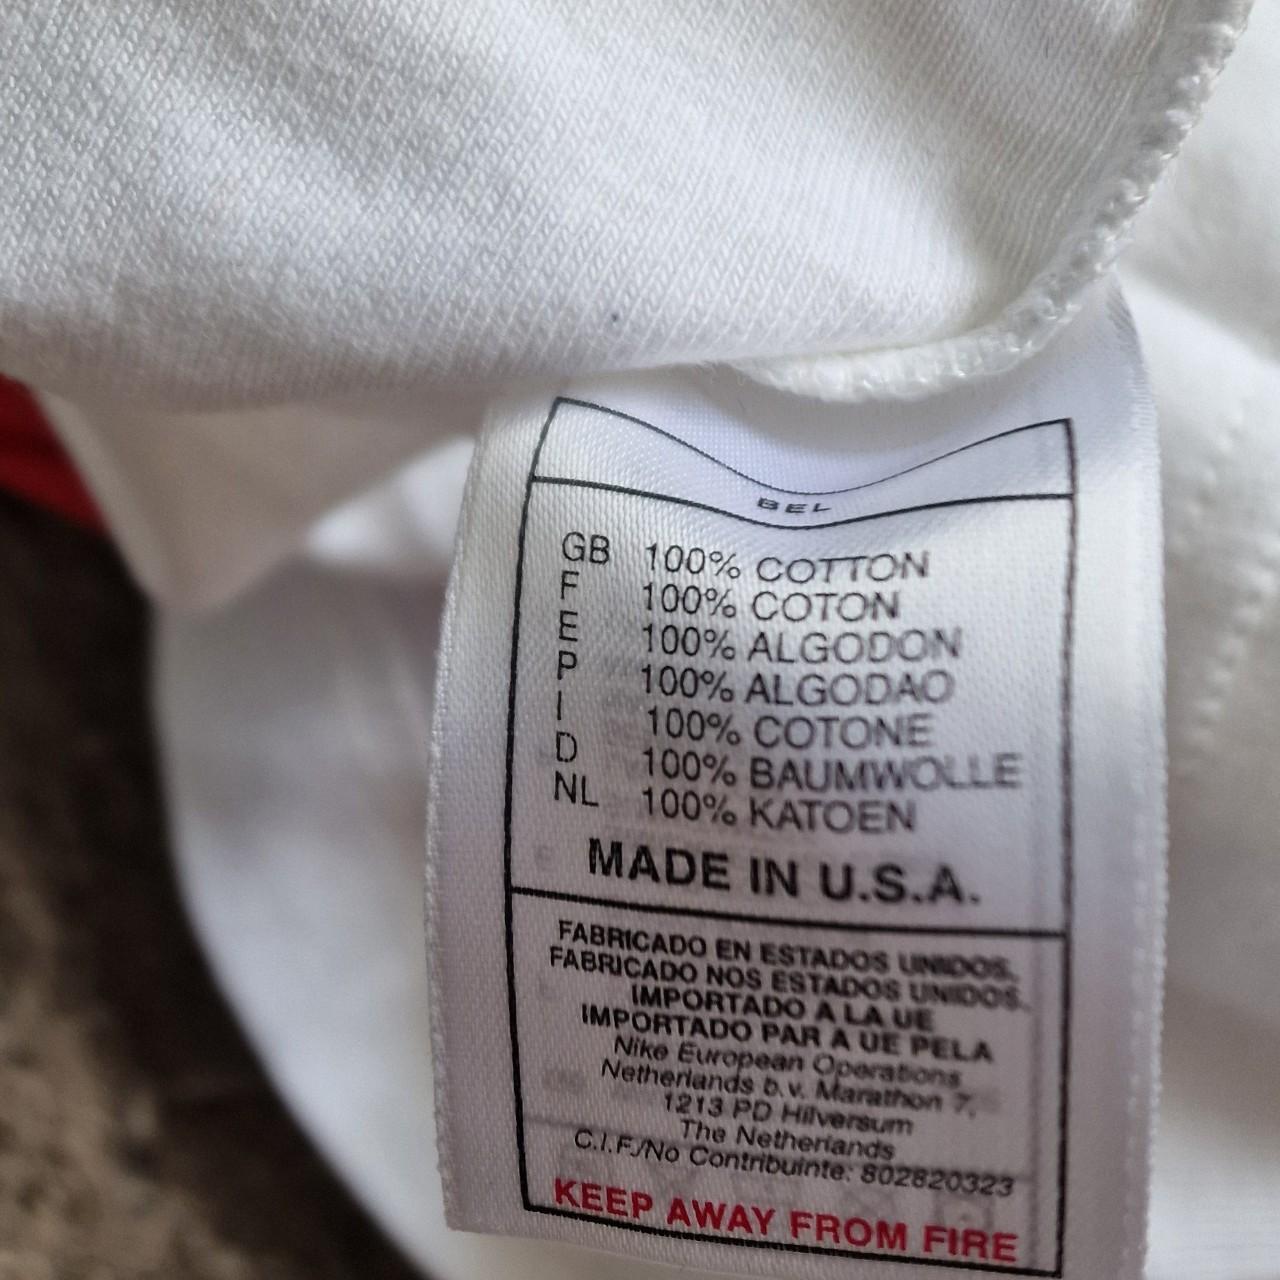 BEL
GB 100% COTTON
F 100% COTON
E 100% ALGODON
P 100% ALGODAO
I 100% COTONE
D 100% BAUMWOLLE
NL 100% KATOEN
MADE IN U.S.A.
FABRICADO EN ESTADOS UNIDOS.
FABRICADO NOS ESTADOS UNIDOS.
IMPORTADO A LA UE
IMPORTADO PAR A UE PELA
Nike European Operations
Netherlands b.v. Marathon 7,
1213 PD Hilversum
The Netherlands
C.I.F./No Contribuinte: 802820323
KEEP AWAY FROM FIRE